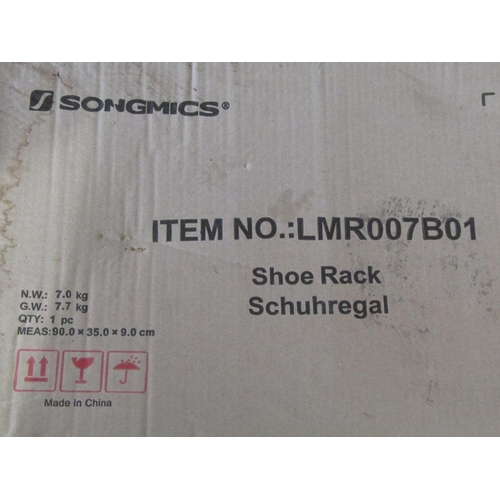 SONGMICS®
ITEM NO.:LMR007B01
Shoe Rack
Schuhregal
N.W.: 7.0 kg
G.W.: 7.7 kg
QTY: 1 pc
MEAS:90.0 × 35.0 × 9.0 cm
Made in China